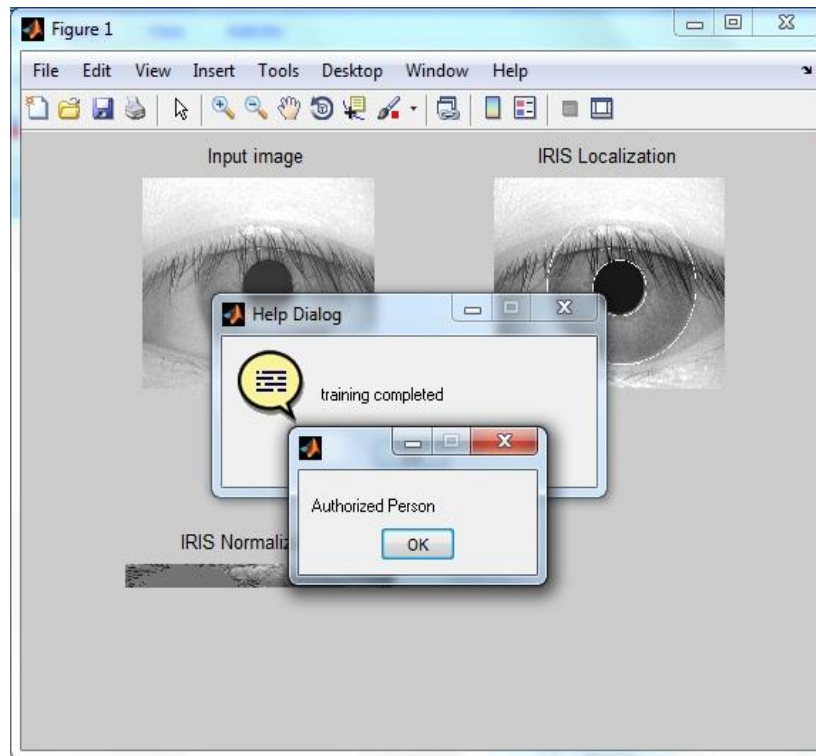 Figure 1
File Edit View Insert Tools Desktop Window Help
Input image
IRIS Localization
Help Dialog
training completed
Authorized Person
OK
IRIS